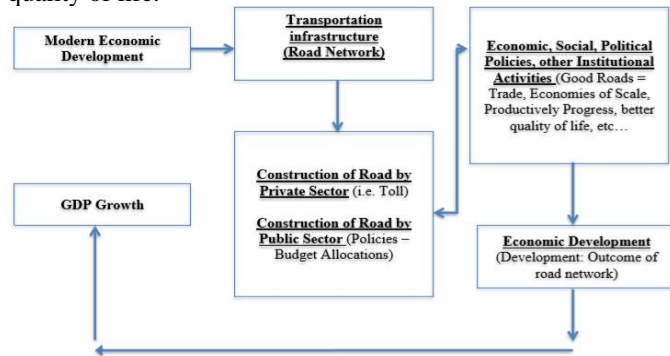 quality of life.
Modern Economic
Development
Transportation
infrastructure
(Road Network)
Economic, Social, Political
Policies, other Institutional
Activities (Good Roads =
Trade, Economies of Scale,
Productively Progress, better
quality of life, etc…
Construction of Road by
Private Sector (i.e. Toll)
Construction of Road by
Public Sector (Policies –
Budget Allocations)
GDP Growth
Economic Development
(Development: Outcome of
road network)